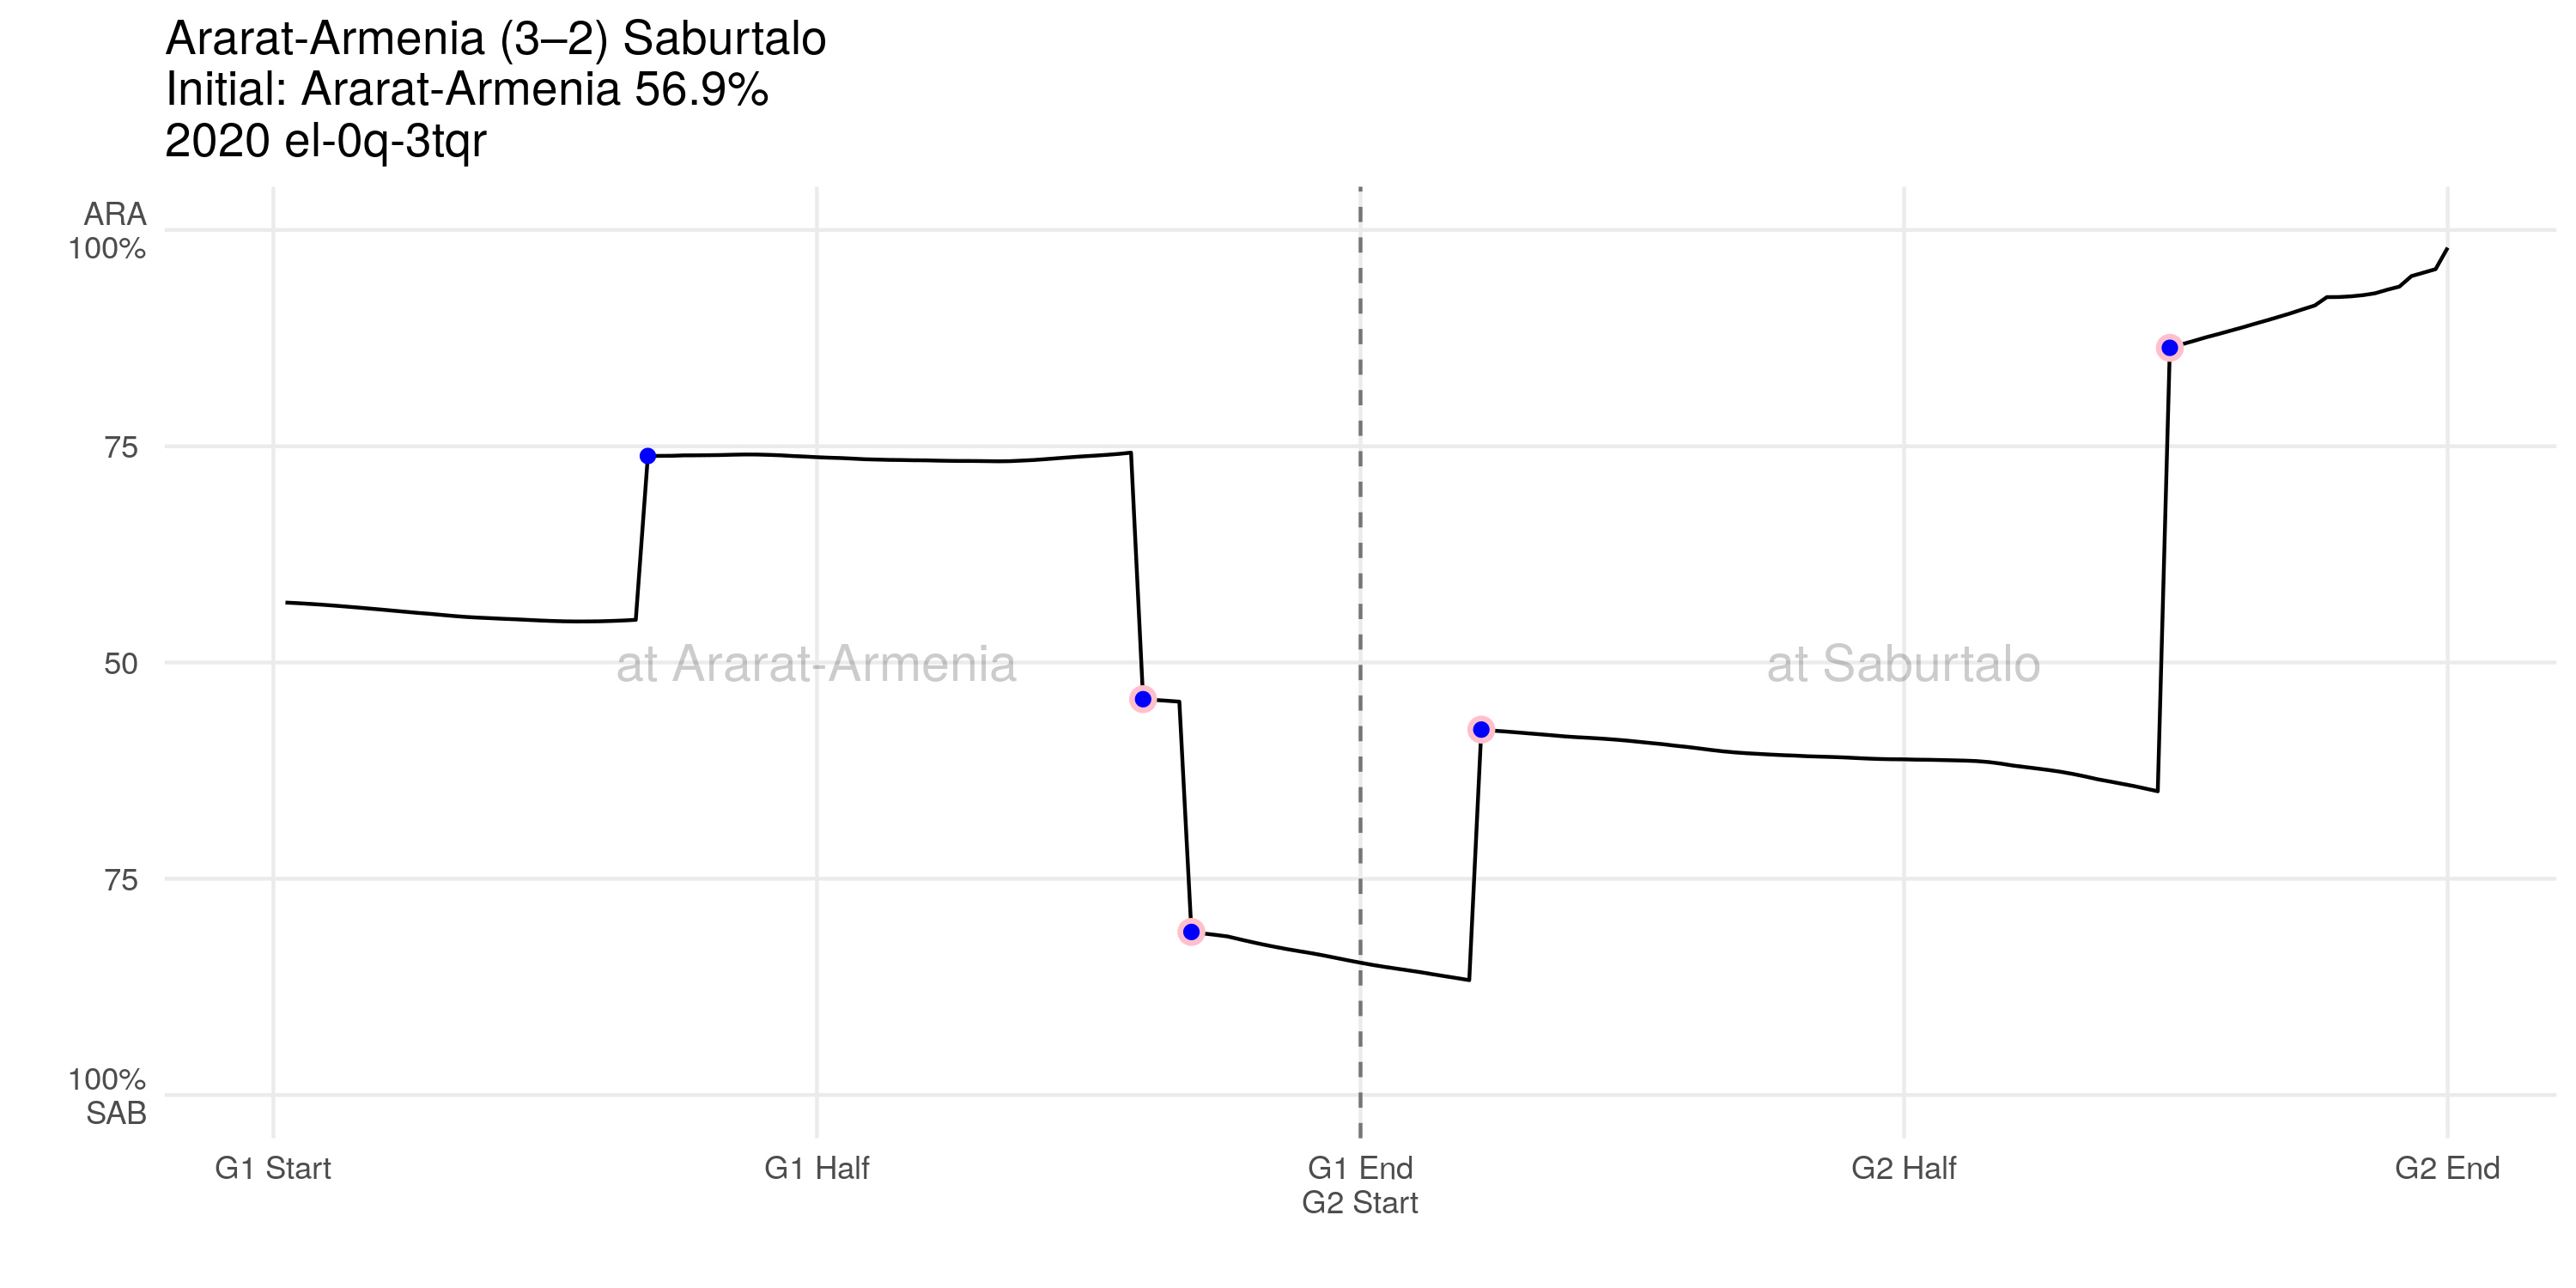 Ararat-Armenia (3–2) Saburtalo
Initial: Ararat-Armenia 56.9%
2020 el-0q-3tqr
ARA
100%
75
50
75
100%
SAB
at Ararat-Armenia
at Saburtalo
G1 Start
G1 Half
G1 End
G2 Start
G2 Half
G2 End